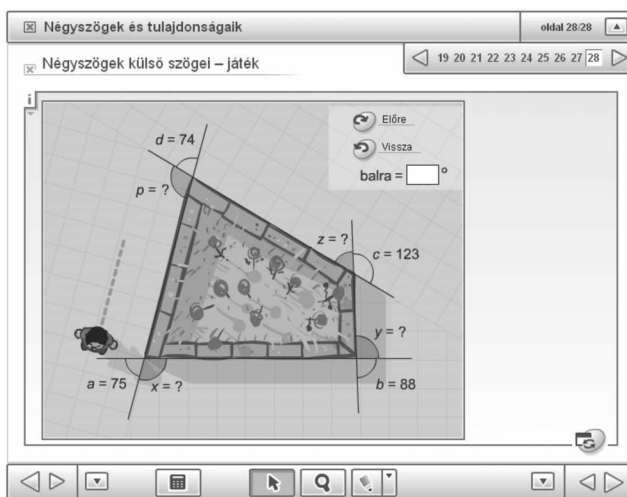 Négyszögek és tulajdonságaik
oldal 28/28
Négyszögek külső szögei – játék
19 20 21 22 23 24 25 26 27 28
i
Előre
Vissza
balra = °
d = 74
p = ?
z = ?
c = 123
y = ?
a = 75
x = ?
b = 88